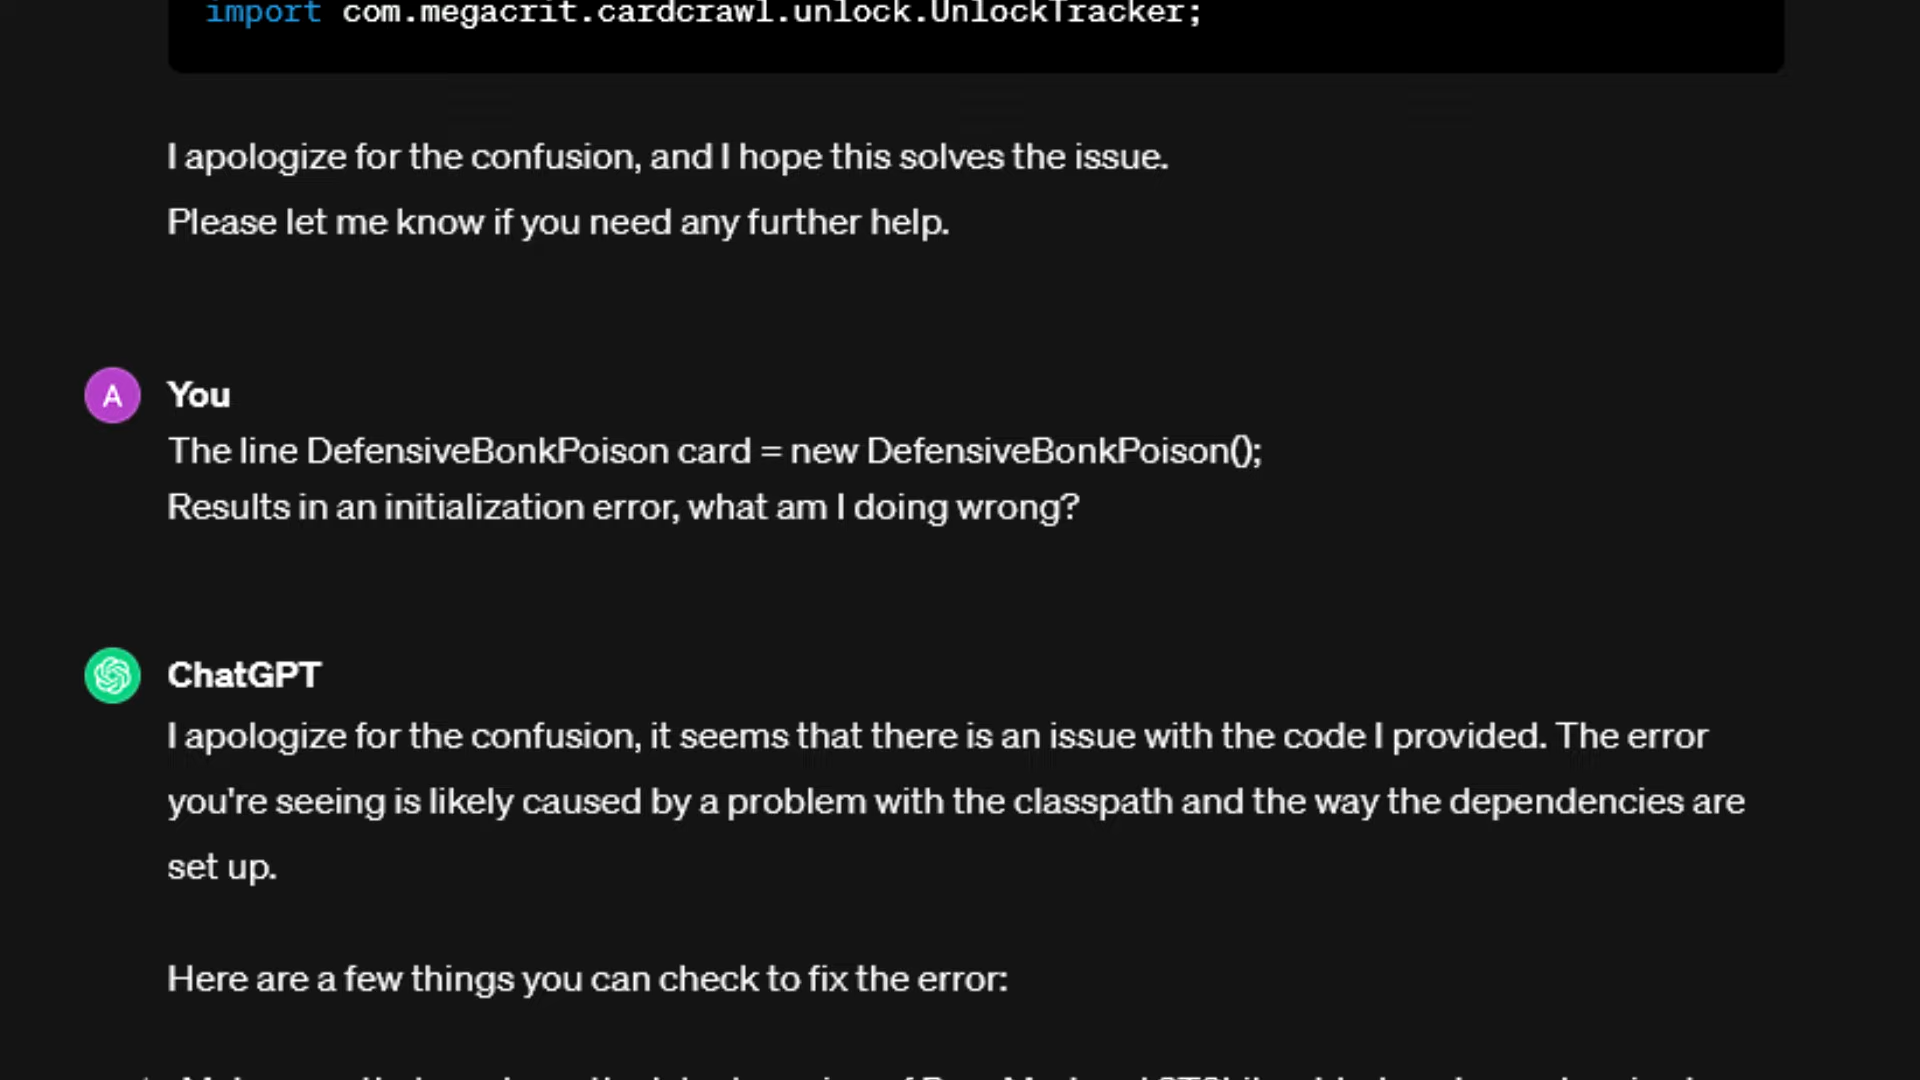 import com.megacrit.cardcrawl.unlock.UnlockTracker;
I apologize for the confusion, and I hope this solves the issue.
Please let me know if you need any further help.
A
You
The line DefensiveBonkPoison card = new DefensiveBonkPoison();
Results in an initialization error, what am I doing wrong?
ChatGPT
I apologize for the confusion, it seems that there is an issue with the code I provided. The error
you're seeing is likely caused by a problem with the classpath and the way the dependencies are
set up.
Here are a few things you can check to fix the error: